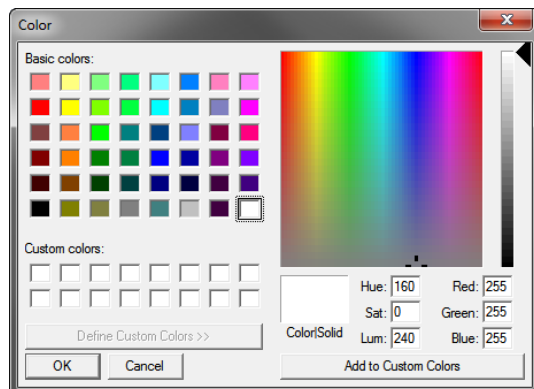 Color
Basic colors:
Custom colors:
Define Custom Colors >>
OK
Cancel
Color|Solid
Hue: 160
Sat: 0
Lum: 240
Red: 255
Green: 255
Blue: 255
Add to Custom Colors